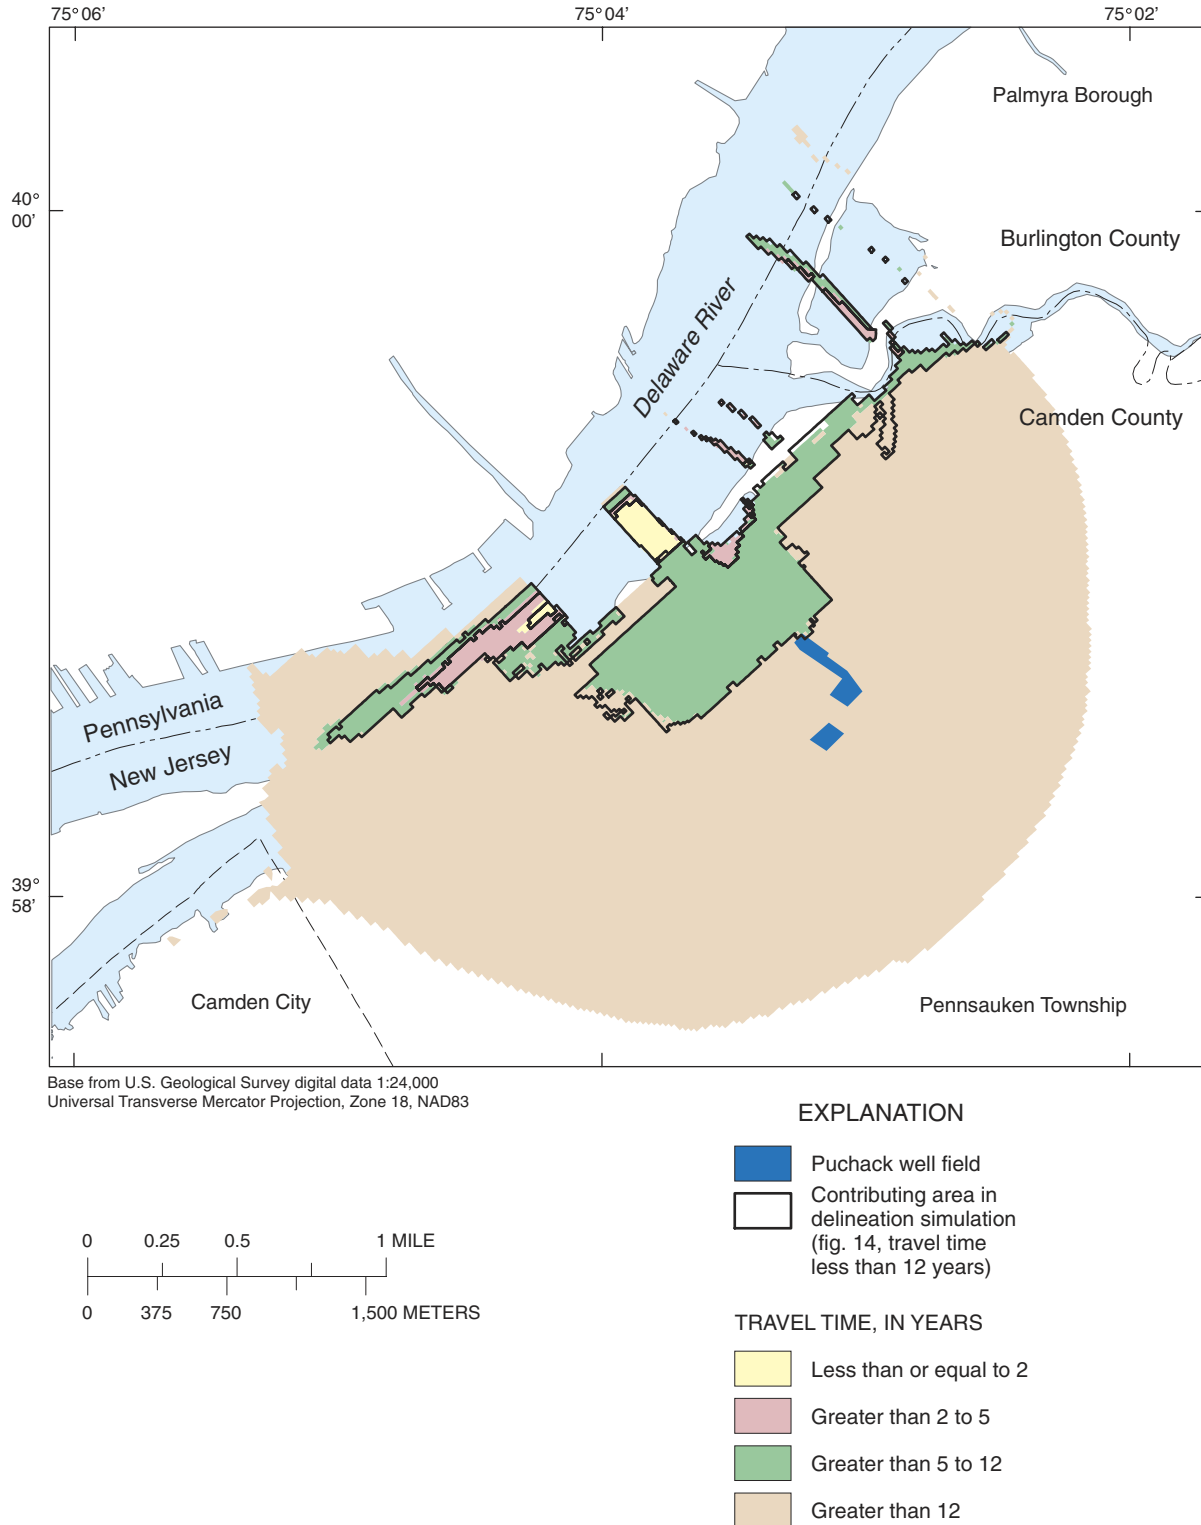 75° 06’
75° 04’
75° 02’
Palmyra Borough
40°
00’
Burlington County
Delaware River
Camden County
Pennsylvania
New Jersey
39°
58’
Camden City
Pennsauken Township
Base from U.S. Geological Survey digital data 1:24,000
Universal Transverse Mercator Projection, Zone 18, NAD83
EXPLANATION
Puchack well field
Contributing area in
delineation simulation
(fig. 14, travel time
less than 12 years)
0 0.25 0.5 1 MILE
0 375 750 1,500 METERS
TRAVEL TIME, IN YEARS
Less than or equal to 2
Greater than 2 to 5
Greater than 5 to 12
Greater than 12